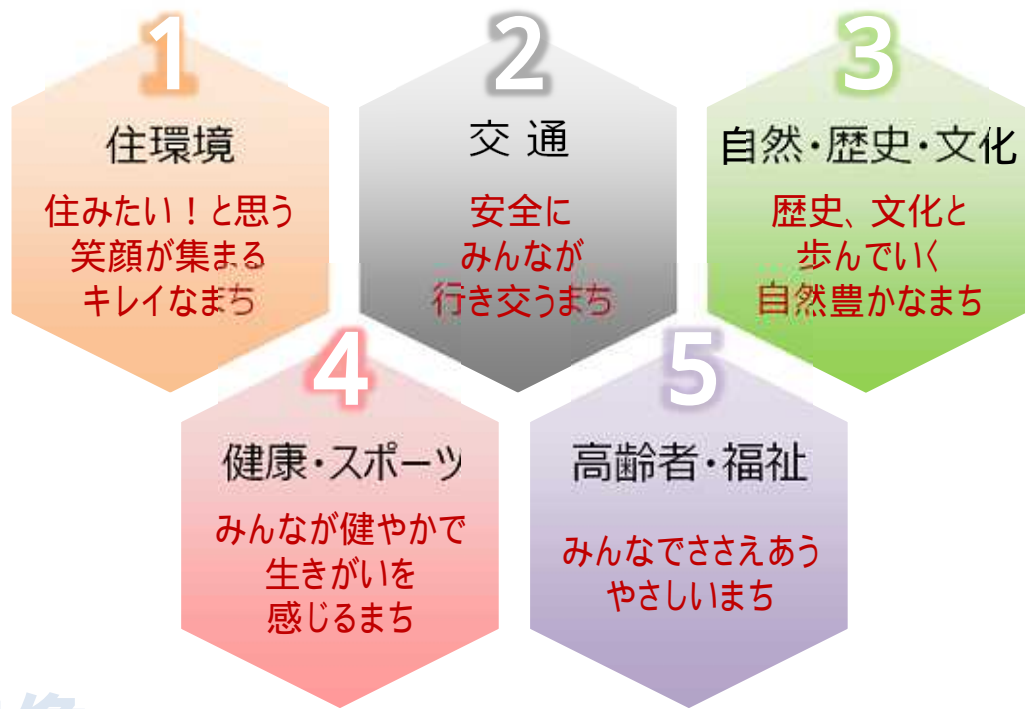 1
住環境
住みたい！と思う
笑顔が集まる
キレイなまち
2
交通
安全に
みんなが
行き交うまち
3
自然・歴史・文化
歴史、文化と
歩んでいく
自然豊かなまち
4
健康・スポーツ
みんなが健やかで
生きがいを
感じるまち
5
高齢者・福祉
みんなでささえあう
やさしいまち